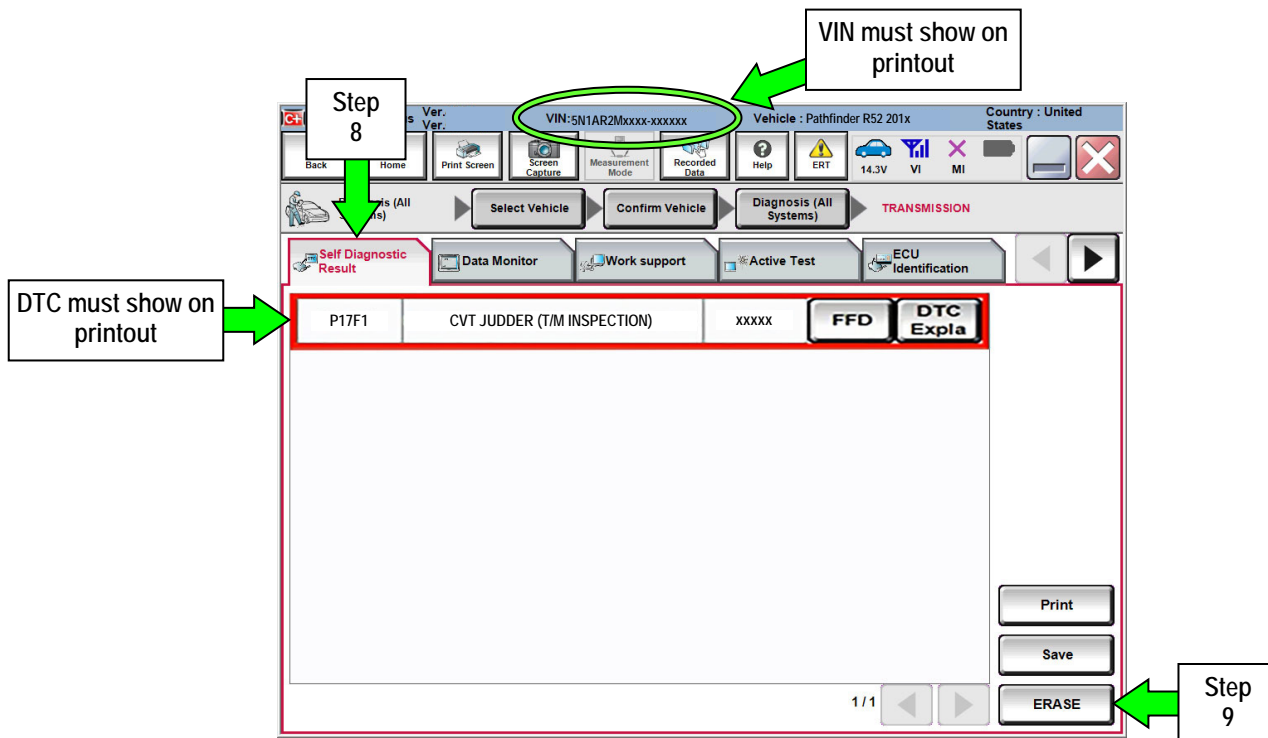 VIN must show on
printout
Step
8
C+
s Ver.
Ver.
VIN:5N1AR2Mxxxx-xxxxxx
Vehicle : Pathfinder R52 201x
Country : United
States
Back
Home
Print Screen
Screen
Capture
Measurement
Mode
Recorded
Data
Help
ERT
14.3V
VI
MI
is (All
s)
Select Vehicle
Confirm Vehicle
Diagnosis (All
Systems)
TRANSMISSION
Self Diagnostic
Result
Data Monitor
Work support
Active Test
ECU
Identification
DTC must show on
printout
P17F1
CVT JUDDER (T/M INSPECTION)
xxxxx
FFD
DTC
Expla
Print
Save
1/1
ERASE
Step
9